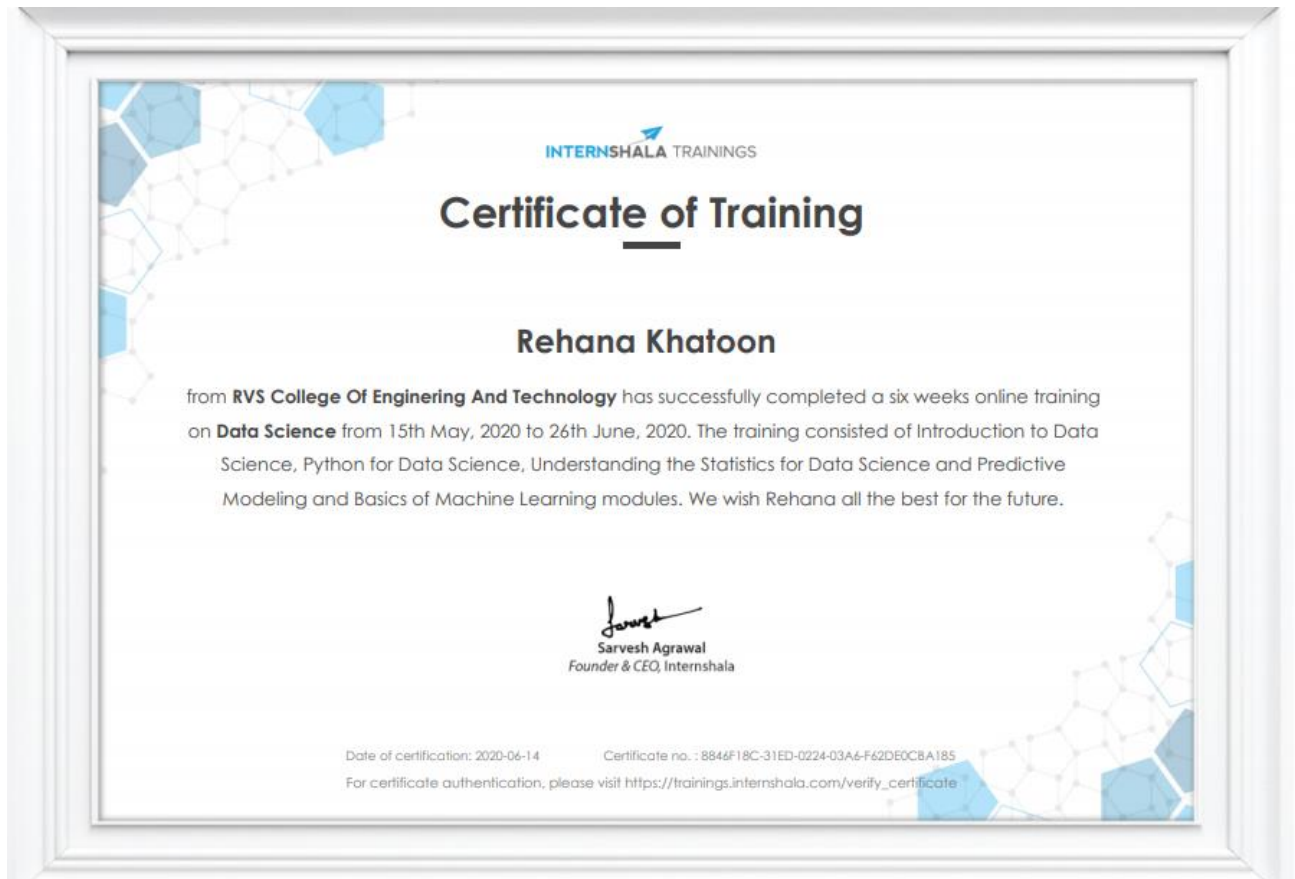 INTERNSHALA TRAININGS
Certificate of Training
Rehana Khatoon
from RVS College Of Enginering And Technology has successfully completed a six weeks online training
on Data Science from 15th May, 2020 to 26th June, 2020. The training consisted of Introduction to Data
Science, Python for Data Science, Understanding the Statistics for Data Science and Predictive
Modeling and Basics of Machine Learning modules. We wish Rehana all the best for the future.
Sarvesh
Sarvesh Agrawal
Founder & CEO, Internshala
Date of certification: 2020-06-14 Certificate no. : 8846F18C-31ED-0224-03A6-F62DE0CBA185
For certificate authentication, please visit https://trainings.internshala.com/verify_certificate